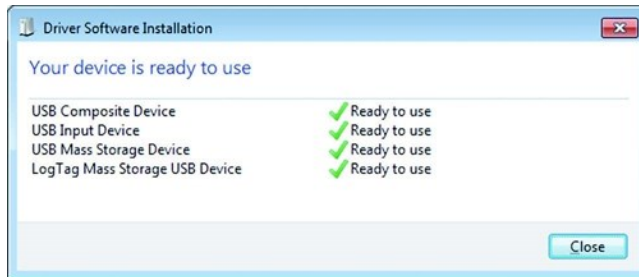 Driver Software Installation
Your device is ready to use
USB Composite Device Ready to use
USB Input Device Ready to use
USB Mass Storage Device Ready to use
LogTag Mass Storage USB Device Ready to use
Close